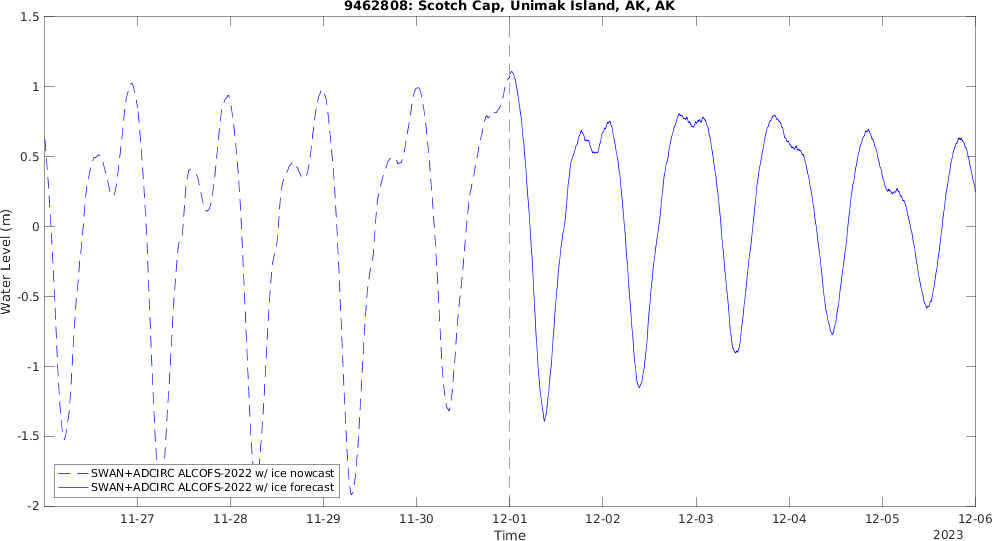 9462808: Scotch Cap, Unimak Island, AK, AK
1.5
1
0.5
0
-0.5
-1
-1.5
-2
Water Level (m)
SWAN+ADCIRC ALCOFS-2022 w/ ice nowcast
SWAN+ADCIRC ALCOFS-2022 w/ ice forecast
11-27 11-28 11-29 11-30 12-01 12-02 12-03 12-04 12-05 12-06
Time
2023